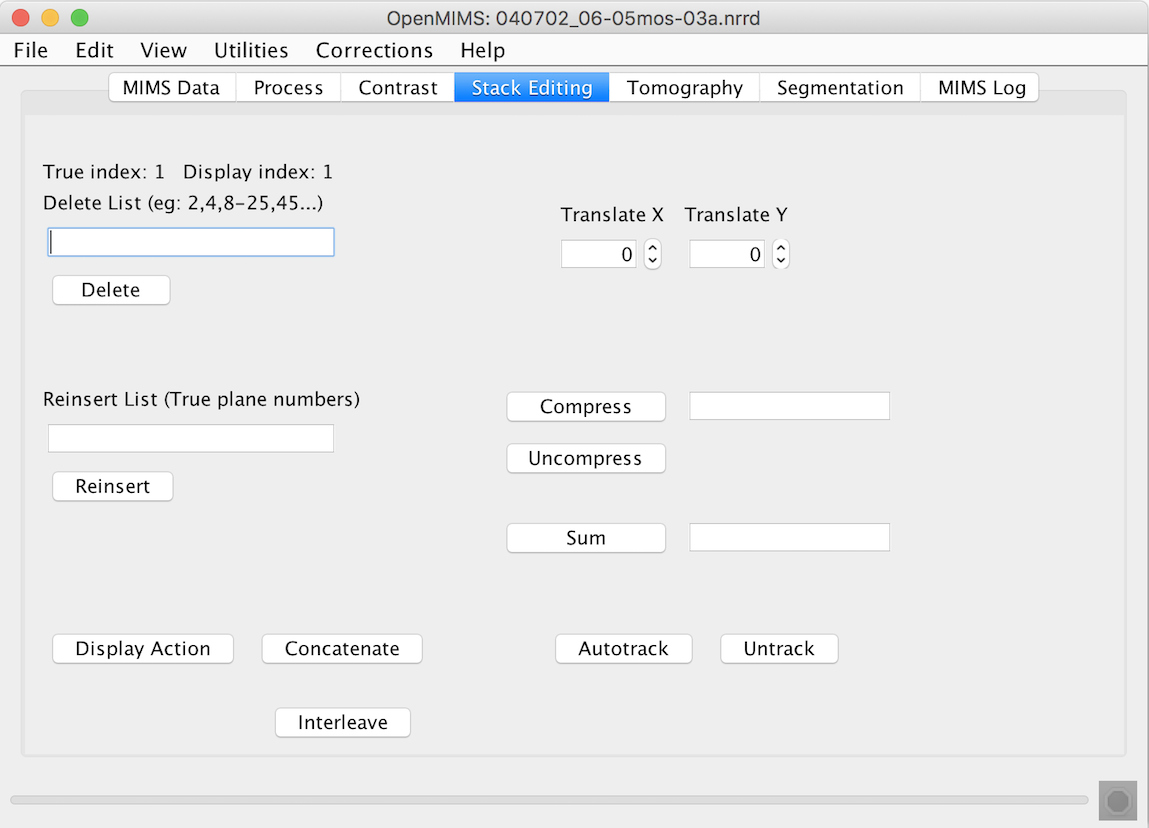 OpenMIMS: 040702_06-05mos-03a.nrrd
File Edit View Utilities Corrections Help
MIMS Data Process Contrast Stack Editing Tomography Segmentation MIMS Log
True index: 1 Display index: 1
Delete List (eg: 2,4,8-25,45...)
Translate X Translate Y
0 0
Delete
Reinsert List (True plane numbers)
Compress
Uncompress
Reinsert
Sum
Display Action Concatenate Autotrack Untrack
Interleave